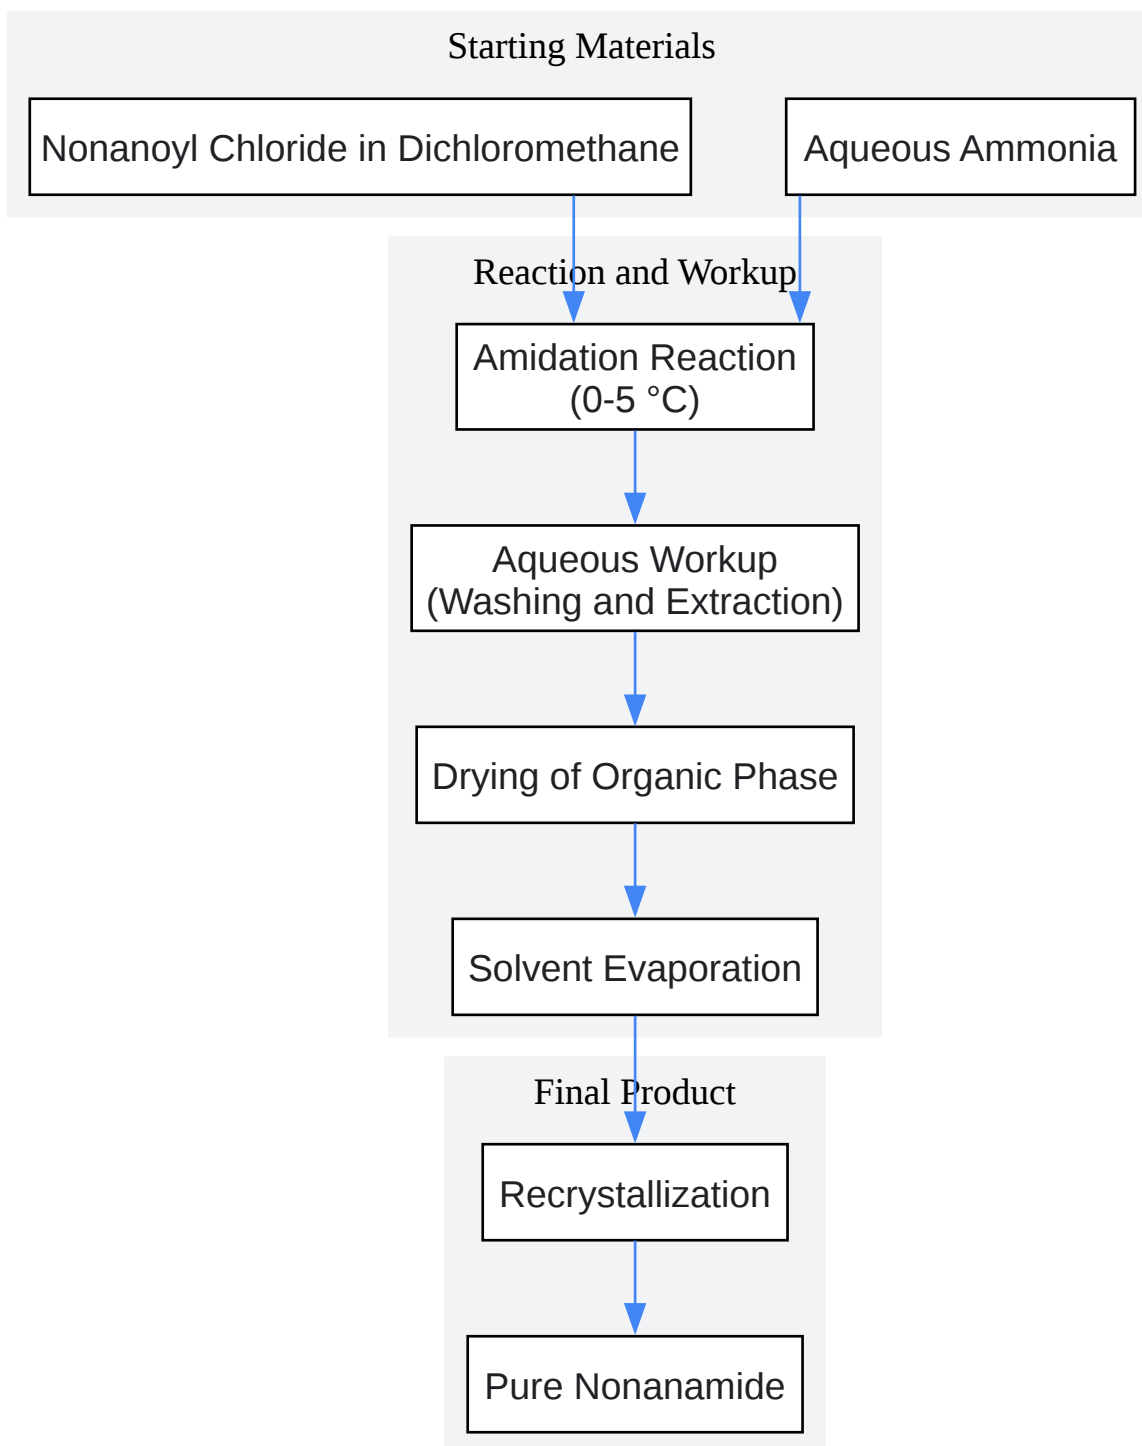 Starting Materials
Nonanoyl Chloride in Dichloromethane
Aqueous Ammonia
Reaction and Workup
Amidation Reaction
(0-5 °C)
Aqueous Workup
(Washing and Extraction)
Drying of Organic Phase
Solvent Evaporation
Final Product
Recrystallization
Pure Nonanamide